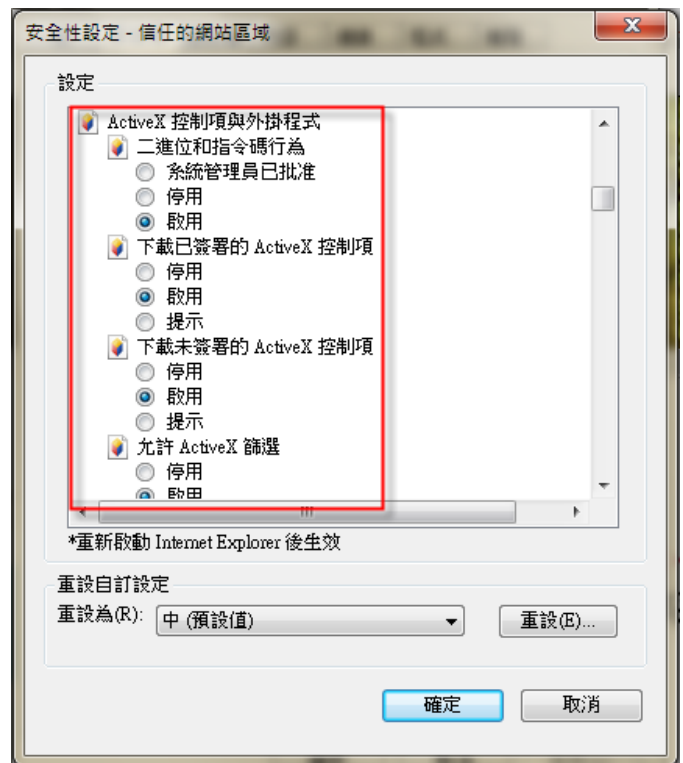 安全性設定 - 信任的網站區域
設定
ActiveX 控制項與外掛程式
二進位和指令碼行為
系統管理員已批准
停用
啟用
下載已簽署的 ActiveX 控制項
停用
啟用
提示
下載未簽署的 ActiveX 控制項
停用
啟用
提示
允許 ActiveX 篩選
停用
啟用
*重新啟動 Internet Explorer 後生效
重設自訂設定
重設為(R): 中 (預設值) 重設(E)...
確定 取消